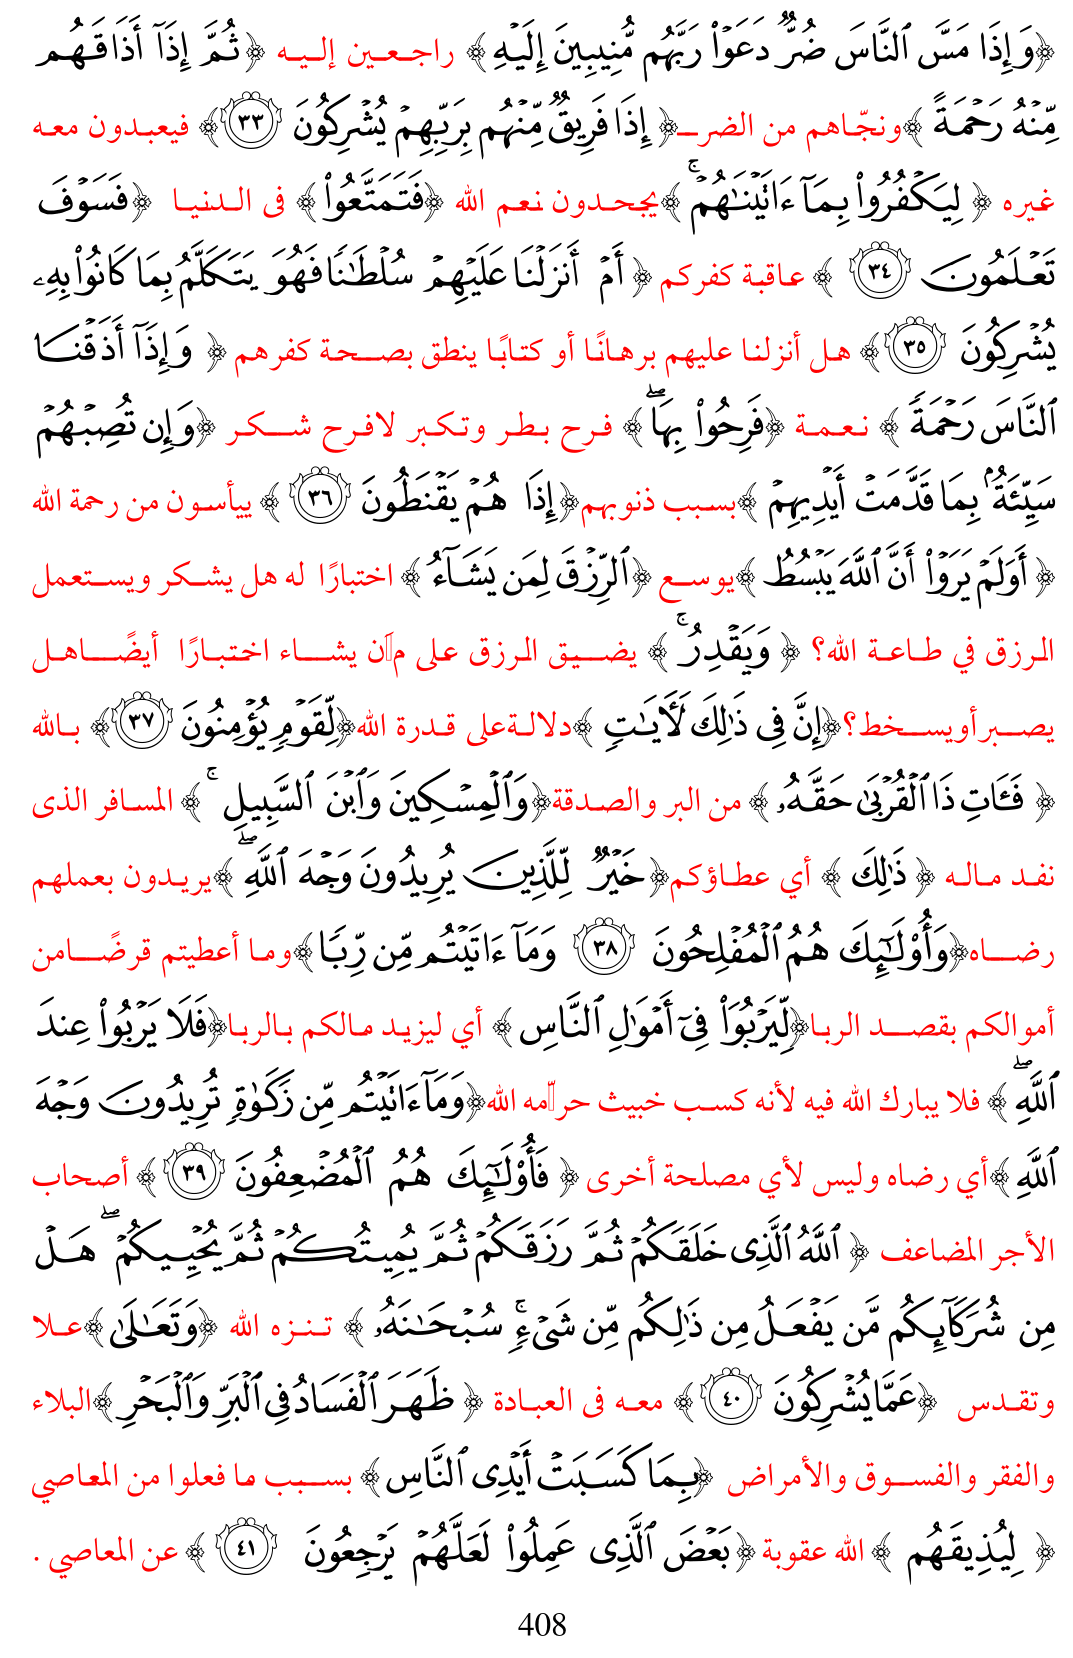 ﴿وَإِذَا مَسَّ ٱلنَّاسَ ضُرٌّ دَعَوْا۟ رَبَّهُم مُّنِيبِينَ إِلَيْهِ﴾ راجعين إليه ﴿ثُمَّ إِذَآ أَذَاقَهُم
مِّنْهُ رَحْمَةً ﴾ونجّاهم من الضر﴿ إِذَا فَرِيقٌ مِّنْهُم بِرَبِّهِمْ يُشْرِكُونَ ٣٣﴾ فيعبدون معه
غيره ﴿ لِيَكْفُرُوا۟ بِمَآ ءَاتَيْنَٰهُمْ ۚ ﴾يجحدون نعم الله ﴿فَتَمَتَّعُوا۟﴾ فى الدنيا ﴿فَسَوْفَ
تَعْلَمُونَ ٣٤ ﴾ عاقبة كفركم ﴿ أَمْ أَنزَلْنَا عَلَيْهِمْ سُلْطَٰنًا فَهُوَ يَتَكَلَّمُ بِمَا كَانُوا۟ بِهِۦ
يُشْرِكُونَ ٣٥﴾ هل أنزلنا عليهم برهانًا أو كتابًا ينطق بصحة كفرهم ﴿ وَإِذَآ أَذَقْنَا
ٱلنَّاسَ رَحْمَةً ﴾ نعمة ﴿فَرِحُوا۟ بِهَا ۖ﴾ فرح بطر وتكبر لافرح شكر ﴿وَإِن تُصِبْهُمْ
سَيِّئَةٌۢ بِمَا قَدَّمَتْ أَيْدِيهِمْ ﴾بسبب ذنوبهم﴿إِذَا هُمْ يَقْنَطُونَ ٣٦ ﴾ ييأسون من رحمة الله
﴿ أَوَلَمْ يَرَوْا۟ أَنَّ ٱللَّهَ يَبْسُطُ ﴾يوسع ﴿ٱلرِّزْقَ لِمَن يَشَآءُ ﴾ اختبارًا له هل يشكر ويستعمل
الرزق في طاعة الله؟ ﴿ وَيَقْدِرُ ۚ ﴾ يضيق الرزق على مَن يشاء اختبارًا أيضًاهل
يصبرأويسخط؟﴿إِنَّ فِى ذَٰلِكَ لَءَايَٰتٍ ﴾دلالةعلى قدرة الله﴿لِّقَوْمٍ يُؤْمِنُونَ ٣٧﴾ بالله
﴿ فَـَٔاتِ ذَا ٱلْقُرْبَىٰ حَقَّهُۥ ﴾ من البر والصدقة﴿وَٱلْمِسْكِينَ وَٱبْنَ ٱلسَّبِيلِ ۚ ﴾ المسافر الذى
نفد ماله ﴿ ذَٰلِكَ ﴾ أي عطاؤكم﴿خَيْرٌ لِّلَّذِينَ يُرِيدُونَ وَجْهَ ٱللَّهِ ۖ ﴾يريدون بعملهم
رضاه﴿وَأُو۟لَٰٓئِكَ هُمُ ٱلْمُفْلِحُونَ ٣٨ وَمَآ ءَاتَيْتُم مِّن رِّبًا﴾وما أعطيتم قرضًامن
أموالكم بقصد الربا﴿لِّيَرْبُوَا۟ فِىٓ أَمْوَٰلِ ٱلنَّاسِ ﴾ أي ليزيد مالكم بالربا﴿فَلَا يَرْبُوا۟ عِندَ
ٱللَّهِ ۖ ﴾ فلا يبارك الله فيه لأنه كسب خبيث حرّمه الله﴿وَمَآ ءَاتَيْتُم مِّن زَكَوٰةٍ تُرِيدُونَ وَجْهَ
ٱللَّهِ ﴾أي رضاه وليس لأي مصلحة أخرى ﴿ فَأُو۟لَٰٓئِكَ هُمُ ٱلْمُضْعِفُونَ ٣٩ ﴾ أصحاب
الأجر المضاعف ﴿ ٱللَّهُ ٱلَّذِى خَلَقَكُمْ ثُمَّ رَزَقَكُمْ ثُمَّ يُمِيتُكُمْ ثُمَّ يُحْيِيكُمْ ۖ هَلْ
مِن شُرَكَآئِكُم مَّن يَفْعَلُ مِن ذَٰلِكُم مِّن شَىْءٍ ۚ سُبْحَٰنَهُۥ ﴾ تنزه الله ﴿وَتَعَٰلَىٰ﴾علا
وتقدس ﴿عَمَّا يُشْرِكُونَ ٤٠ ﴾ معه فى العبادة ﴿ ظَهَرَ ٱلْفَسَادُ فِى ٱلْبَرِّ وَٱلْبَحْرِ ﴾البلاء
والفقر والفسوق والأمراض ﴿بِمَا كَسَبَتْ أَيْدِى ٱلنَّاسِ﴾ بسبب ما فعلوا من المعاصي
﴿ لِيُذِيقَهُم ﴾ الله عقوبة ﴿بَعْضَ ٱلَّذِى عَمِلُوا۟ لَعَلَّهُمْ يَرْجِعُونَ ٤١ ﴾ عن المعاصي .
408